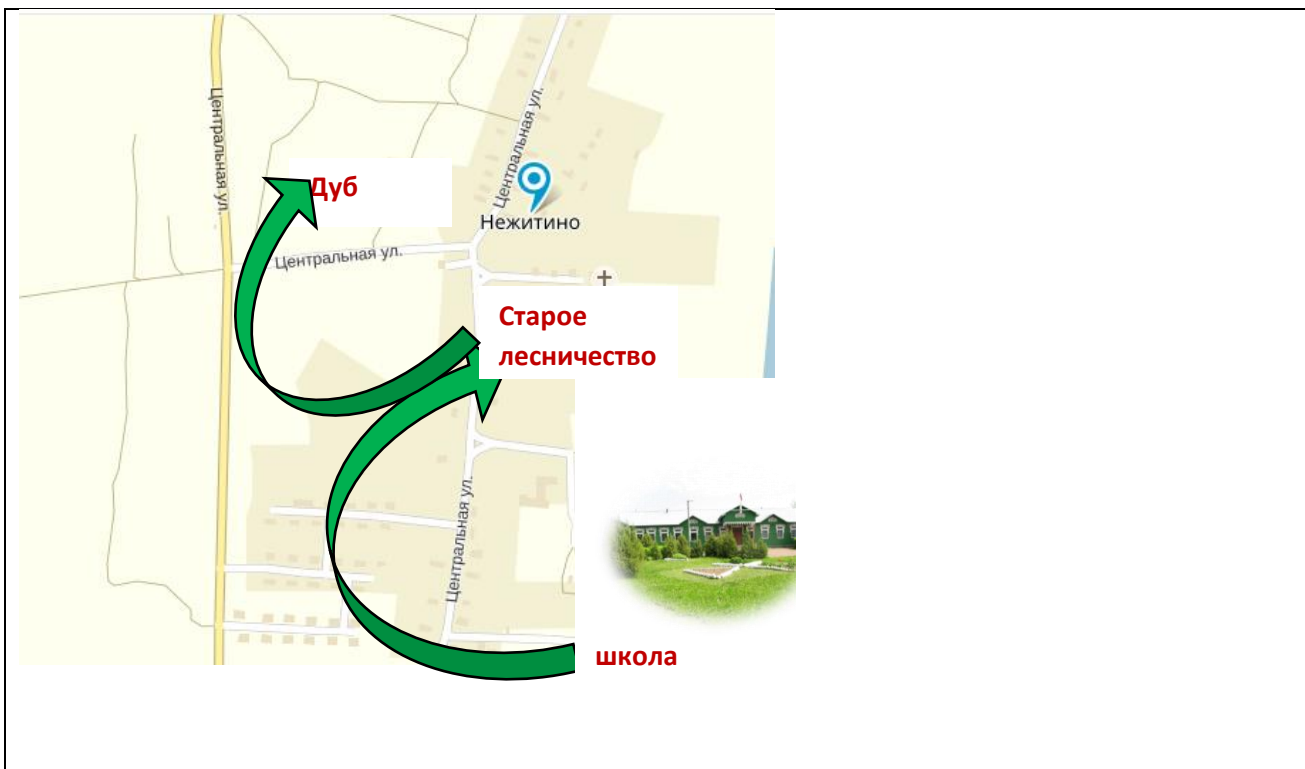 Центральная ул.
Центральная ул.
Дуб
Нежитино
Центральная ул.
Старое
лесничество
Центральная ул.
школа